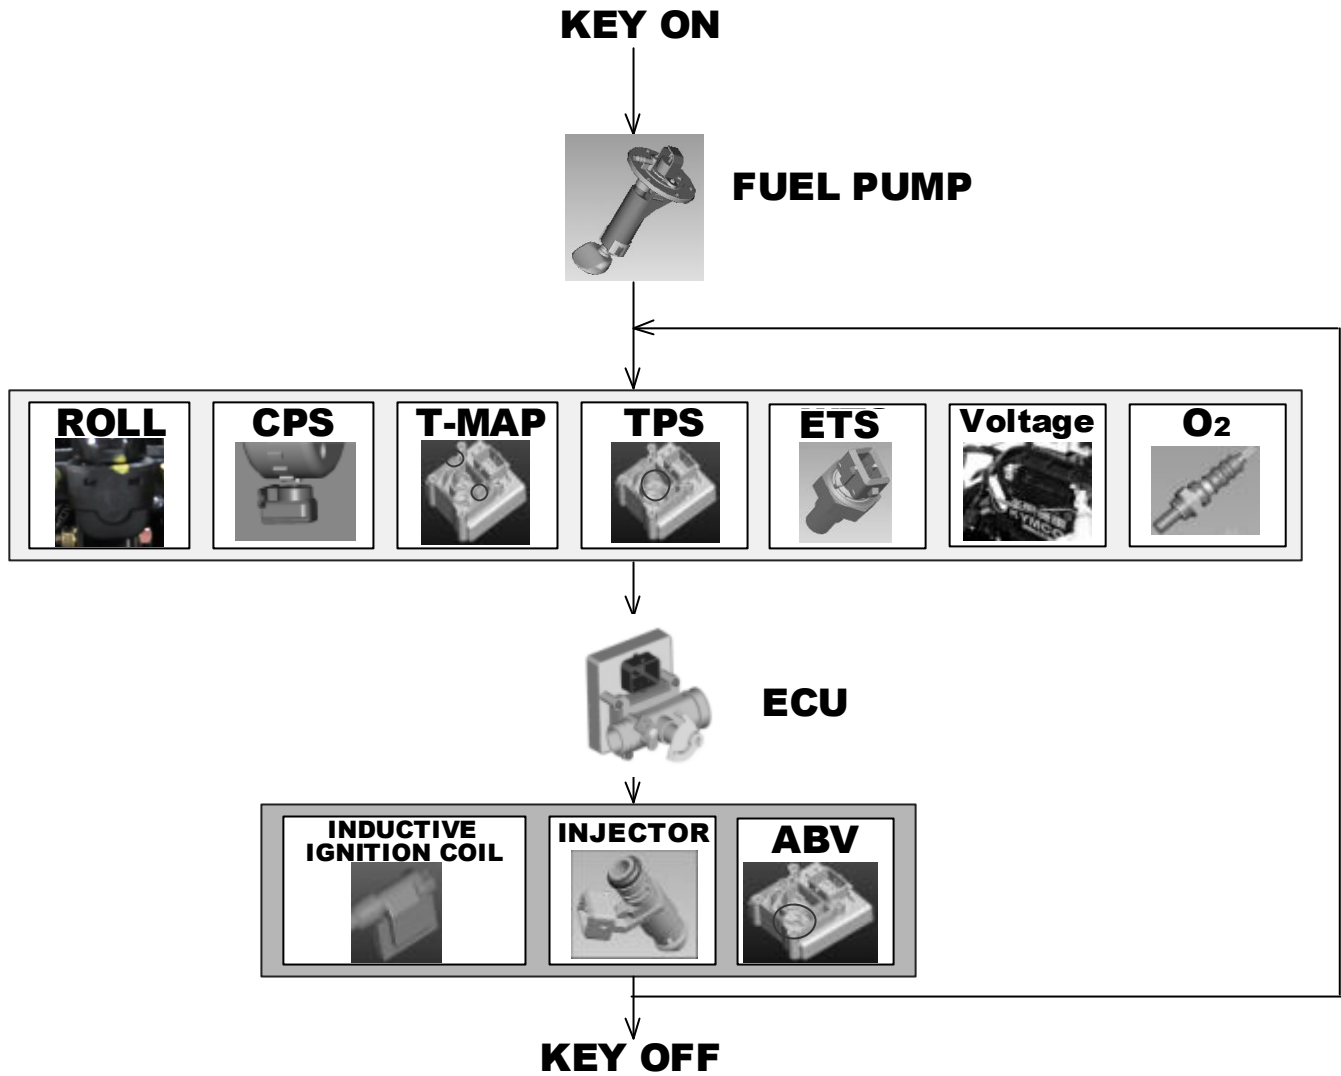 KEY ON
FUEL PUMP
ROLL
CPS
T-MAP
TPS
ETS
Voltage
O2
KYMCO
ECU
INDUCTIVE
IGNITION COIL
INJECTOR
ABV
KEY OFF